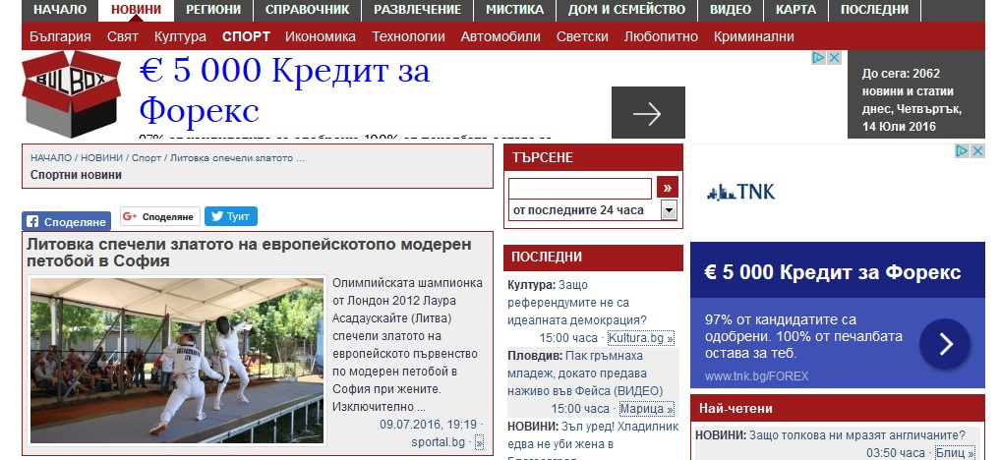 НАЧАЛО НОВИНИ РЕГИОНИ СПРАВОЧНИК РАЗВЛЕЧЕНИЕ МИСТИКА ДОМ И СЕМЕЙСТВО ВИДЕО КАРТА ПОСЛЕДНИ
България Свят Култура СПОРТ Икономика Технологии Автомобили Светски Любопитно Криминални
BULBOX
€ 5 000 Кредит за
Форекс
До сега: 2062
новини и статии
днес, Четвъртък,
14 Юли 2016
НАЧАЛО / НОВИНИ / Спорт / Литовка спечели златото ...
Спортни новини
Споделяне
G+ Споделяне
Туит
Литовка спечели златото на европейскотопо модерен
петобой в София
Олимпийската шампионка
от Лондон 2012 Лаура
Асадаускайте (Литва)
спечели златото на
европейското първенство
по модерен петобой в
София при жените.
Изключително ...
09.07.2016, 19:19 ·
sportal.bg · »
ТЪРСЕНЕ
»
от последните 24 часа
ПОСЛЕДНИ
Култура: Защо
референдумите не са
идеалната демокрация?
15:00 часа · Kultura.bg »
Пловдив: Пак гръмнаха
младеж, докато предава
наживо във Фейса (ВИДЕО)
15:00 часа · Марица »
НОВИНИ: Зъл уред! Хладилник
едва не уби жена в
TNK
€ 5 000 Кредит за Форекс
97% от кандидатите са
одобрени. 100% от печалбата
остава за теб.
www.tnk.bg/FOREX
Най-четени
НОВИНИ: Защо толкова ни мразят англичаните?
03:50 часа · Блиц »